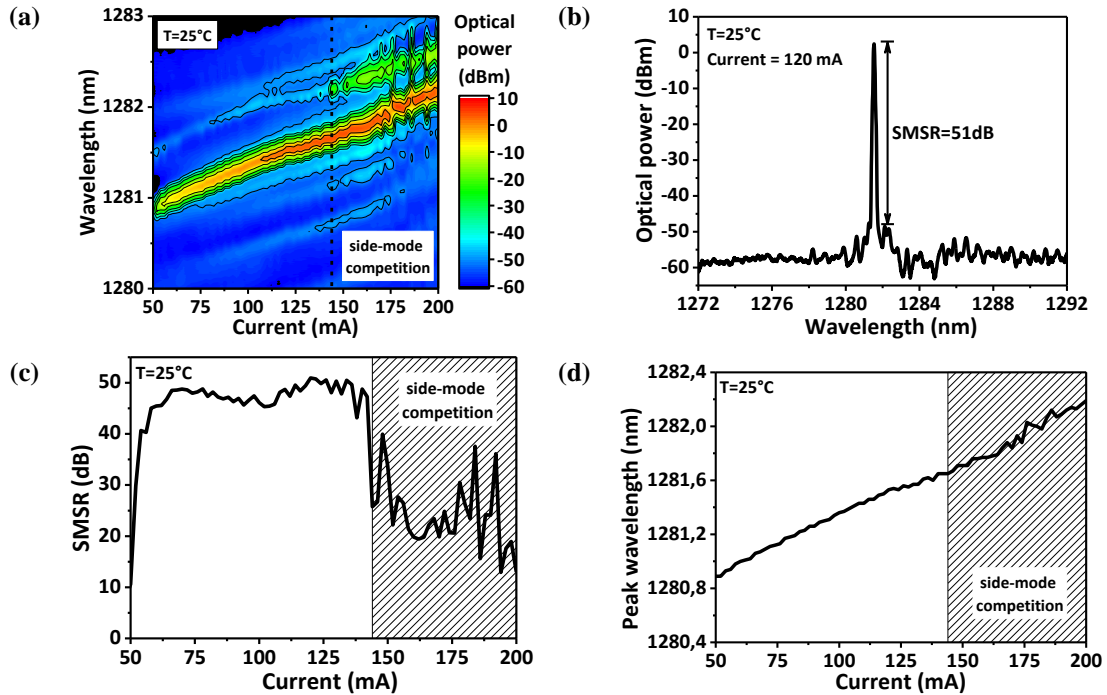 (a)
1283
1282
1281
1280
Wavelength (nm)
T=25°C
side-mode
competition
50 75 100 125 150 175 200
Current (mA)
Optical
power
(dBm)
10
0
-10
-20
-30
-40
-50
-60
(b)
10
0
-10
-20
-30
-40
-50
-60
Optical power (dBm)
T=25°C
Current = 120 mA
SMSR=51dB
1272 1276 1280 1284 1288 1292
Wavelength (nm)
(c)
50
40
30
20
10
0
SMSR (dB)
T=25°C
side-mode
competition
50 75 100 125 150 175 200
Current (mA)
(d)
1282,4
1282,0
1281,6
1281,2
1280,8
1280,4
Peak wavelength (nm)
T=25°C
side-mode
competition
50 75 100 125 150 175 200
Current (mA)